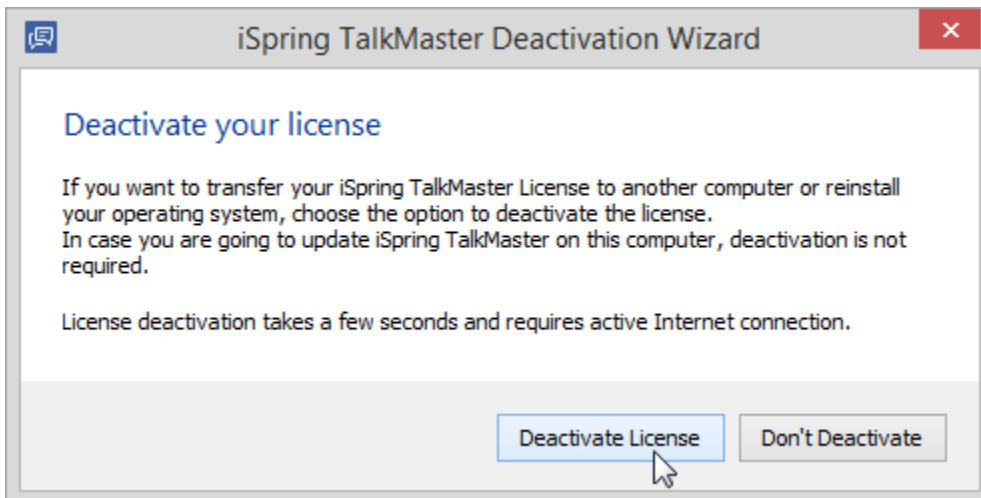 iSpring TalkMaster Deactivation Wizard
Deactivate your license
If you want to transfer your iSpring TalkMaster License to another computer or reinstall
your operating system, choose the option to deactivate the license.
In case you are going to update iSpring TalkMaster on this computer, deactivation is not
required.
License deactivation takes a few seconds and requires active Internet connection.
Deactivate License Don't Deactivate